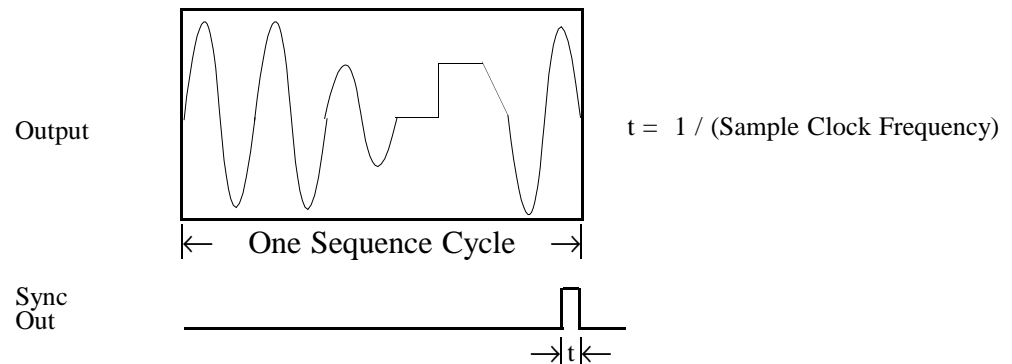 Output
t = 1 / (Sample Clock Frequency)
One Sequence Cycle
Sync
Out
t